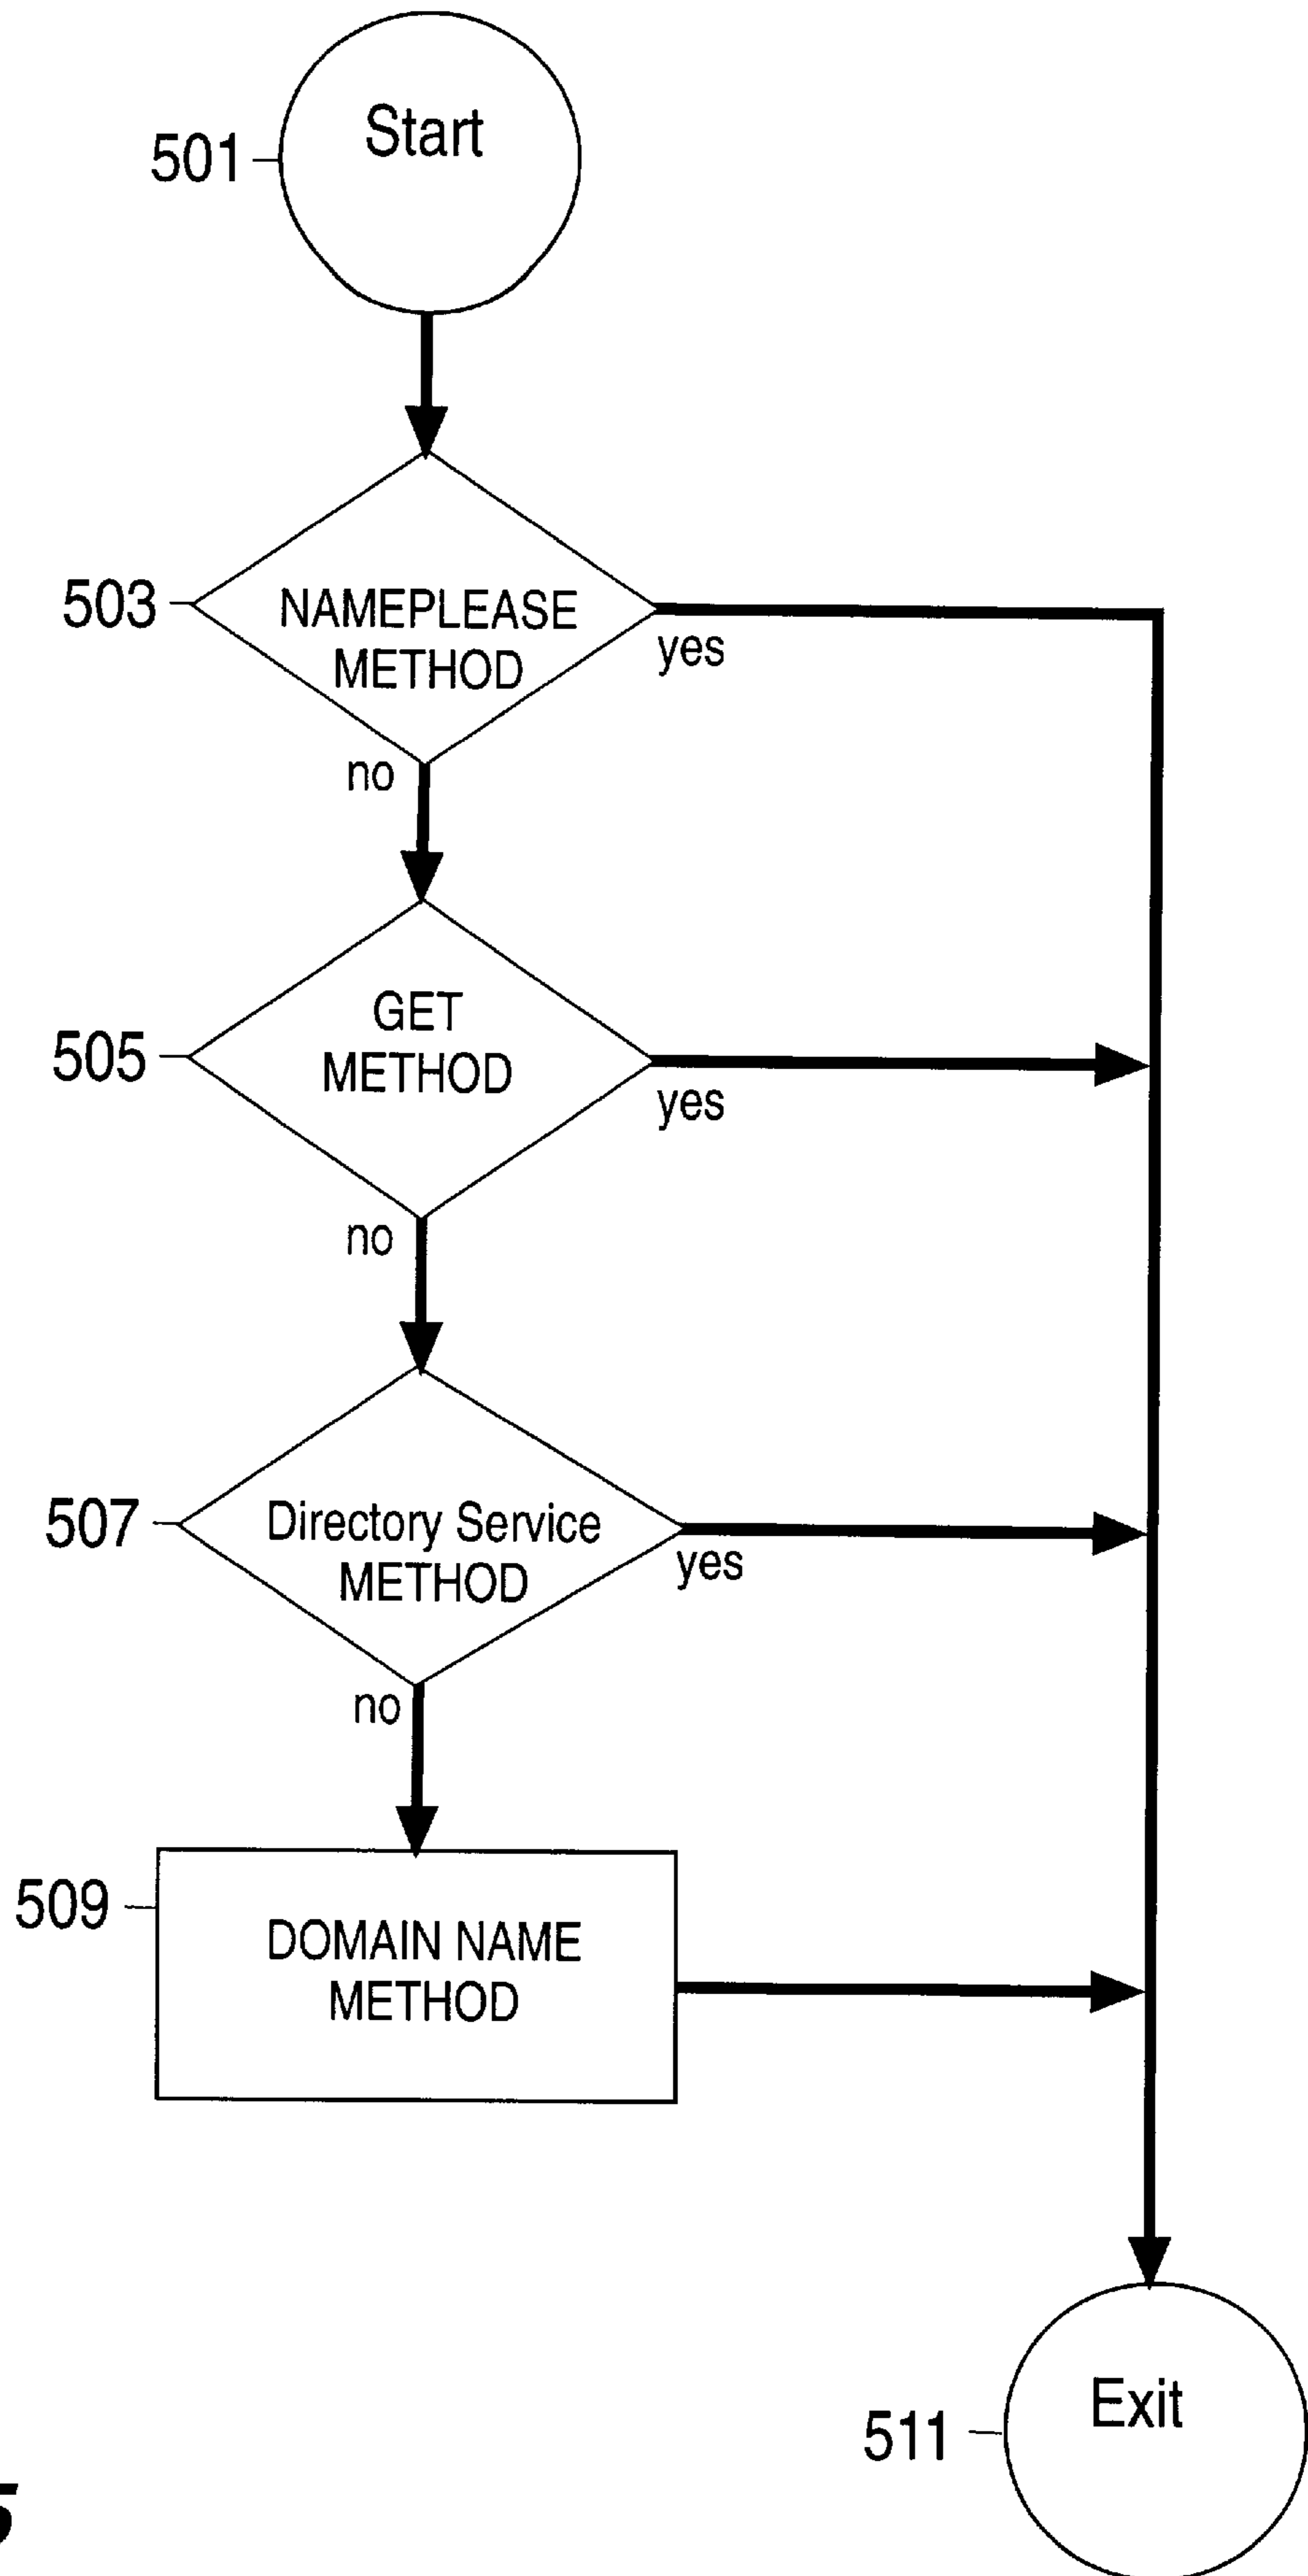 Start
501
503
NAMEPLEASE
METHOD
yes
no
505
GET
METHOD
yes
no
507
Directory Service
METHOD
yes
no
509
DOMAIN NAME
METHOD
511
Exit